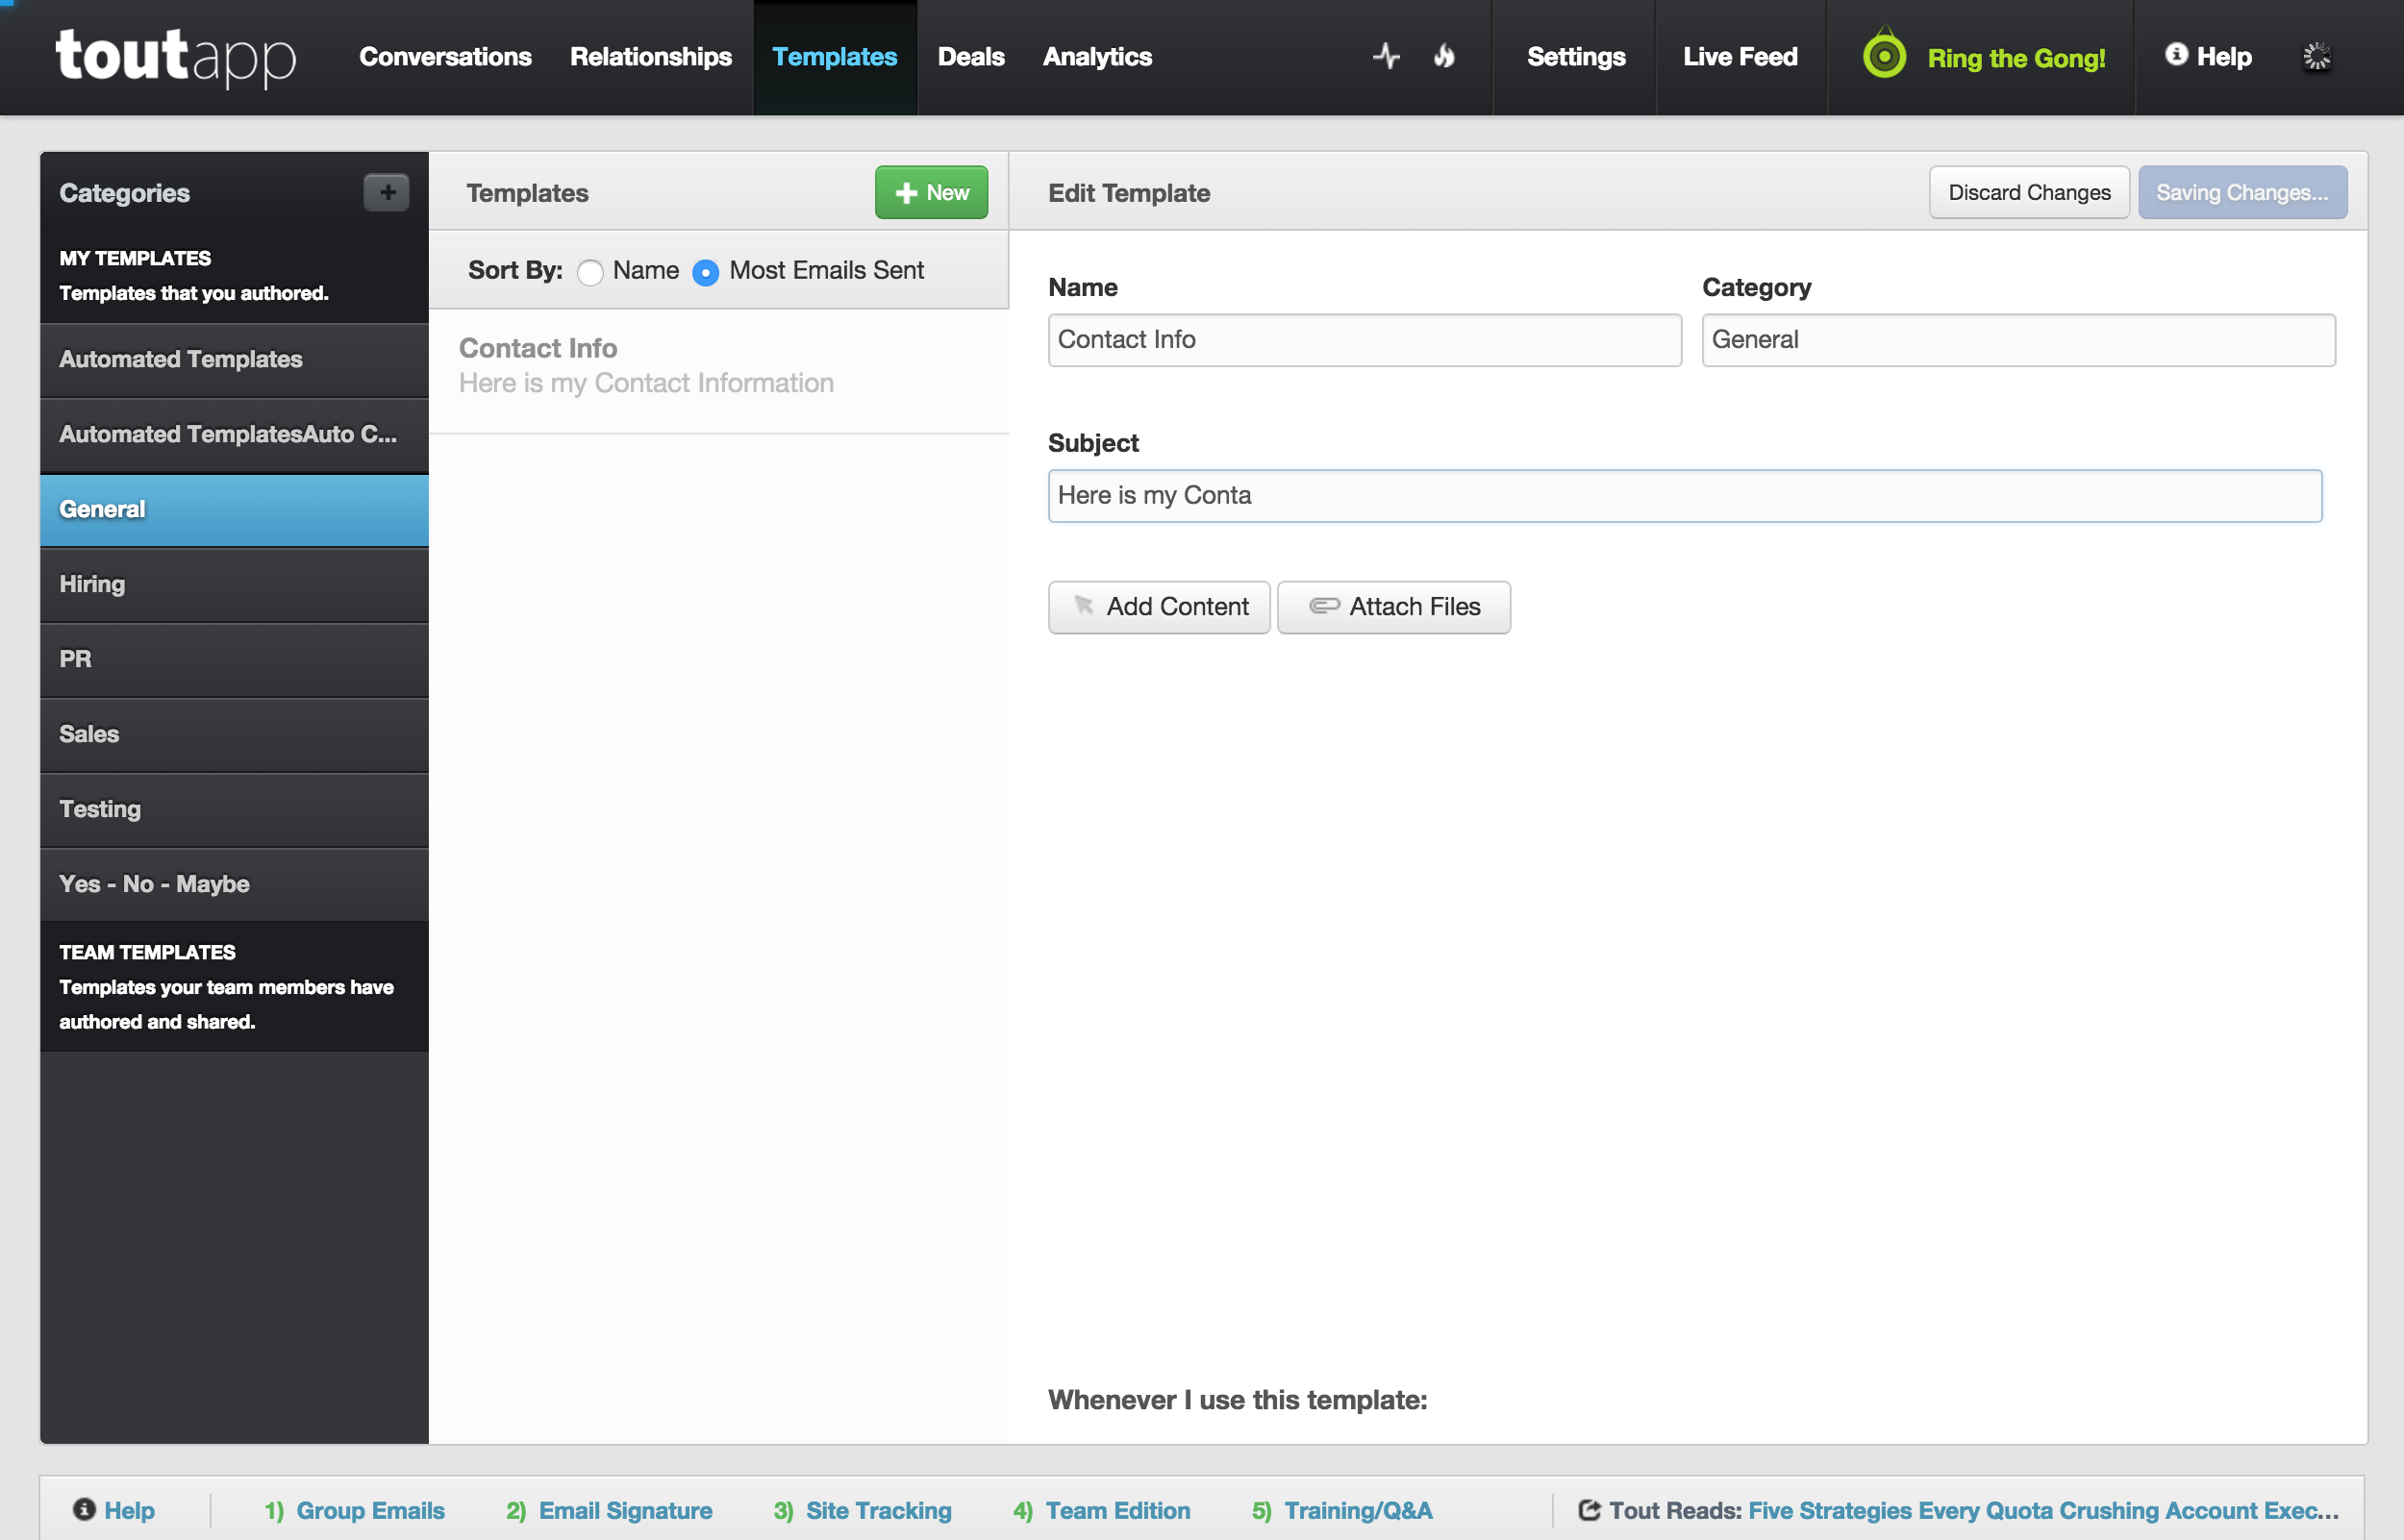 toutapp
Conversations Relationships Templates Deals Analytics Settings Live Feed Ring the Gong! Help
Categories
MY TEMPLATES
Templates that you authored.
Automated Templates
Automated TemplatesAuto C...
General
Hiring
PR
Sales
Testing
Yes - No - Maybe
TEAM TEMPLATES
Templates your team members have
authored and shared.
Templates New
Sort By: Name Most Emails Sent
Contact Info
Here is my Contact Information
Edit Template Discard Changes Saving Changes...
Name Category
Contact Info General
Subject
Here is my Conta
Add Content Attach Files
Whenever I use this template:
Help 1) Group Emails 2) Email Signature 3) Site Tracking 4) Team Edition 5) Training/Q&A Tout Reads: Five Strategies Every Quota Crushing Account Exec...